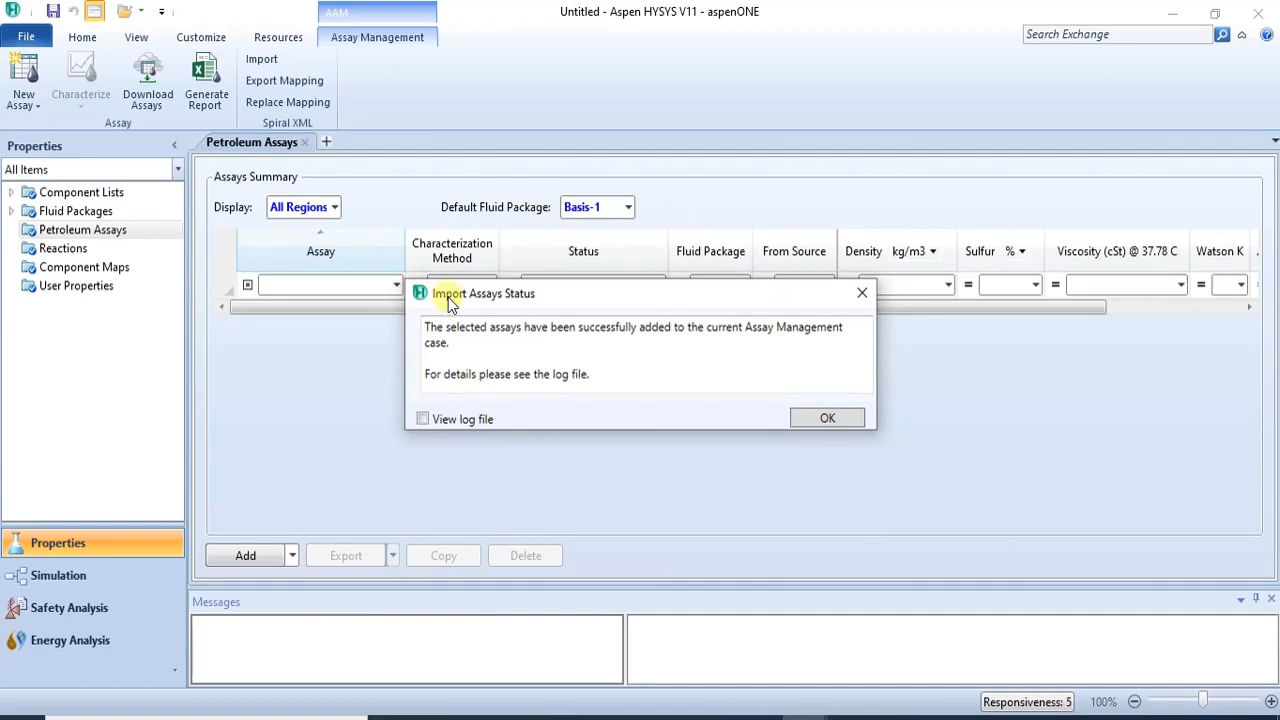 Untitled - Aspen HYSYS V11 - aspenONE
AAM
File
Home
View
Customize
Resources
Assay Management
Search Exchange
New Assay
Characterize
Download Assays
Generate Report
Import
Export Mapping
Replace Mapping
Assay
Spiral XML
Properties
All Items
Component Lists
Fluid Packages
Petroleum Assays
Reactions
Component Maps
User Properties
Properties
Simulation
Safety Analysis
Energy Analysis
Petroleum Assays
Assays Summary
Display: All Regions
Default Fluid Package: Basis-1
Assay
Characterization Method
Status
Fluid Package
From Source
Density kg/m3
Sulfur %
Viscosity (cSt) @ 37.78 C
Watson K
= = =
Import Assays Status
The selected assays have been successfully added to the current Assay Management
case.
For details please see the log file.
View log file
OK
Add
Export
Copy
Delete
Messages
Responsiveness: 5
100%